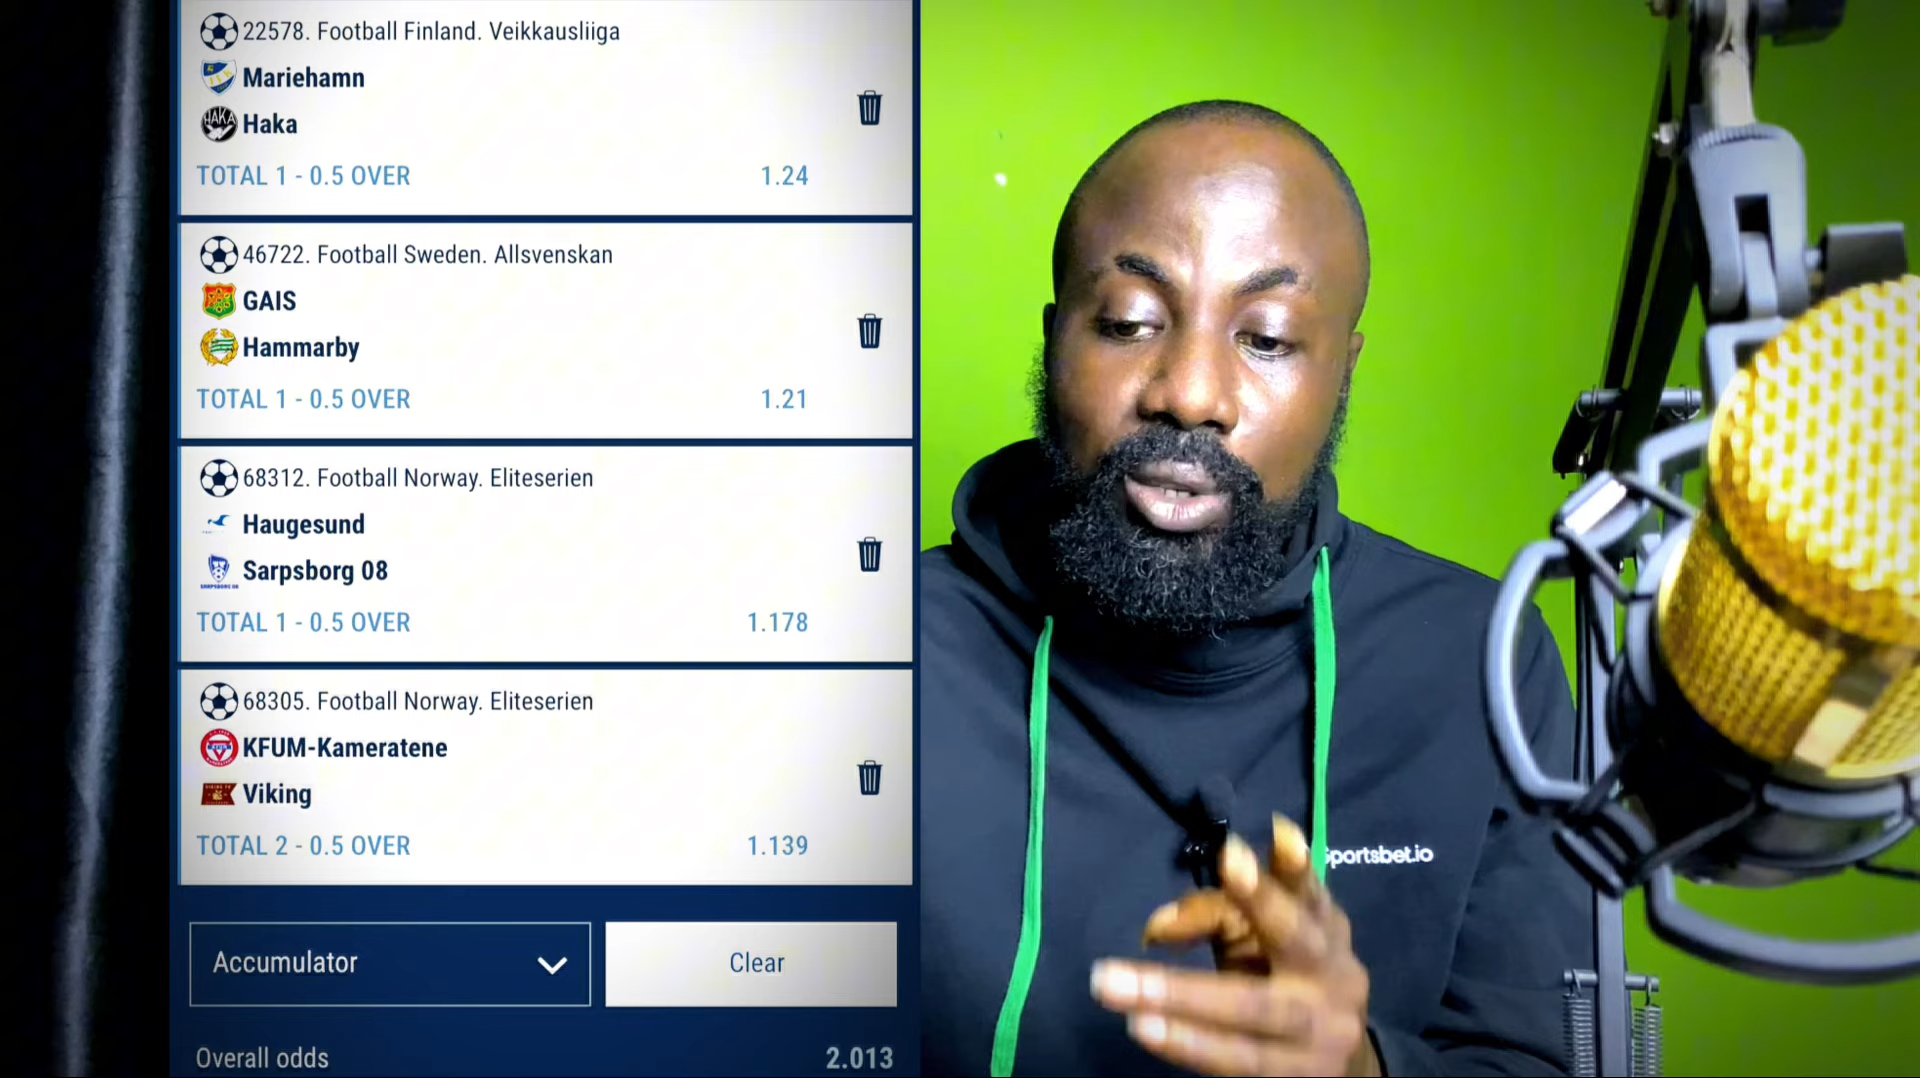 22578. Football Finland. Veikkausliiga
Mariehamn
HAKA
Haka
TOTAL 1 - 0.5 OVER 1.24
46722. Football Sweden. Allsvenskan
GAIS
Hammarby
TOTAL 1 - 0.5 OVER 1.21
68312. Football Norway. Eliteserien
Haugesund
Sarpsborg 08
TOTAL 1 - 0.5 OVER 1.178
68305. Football Norway. Eliteserien
KFUM-Kameratene
Viking
TOTAL 2 - 0.5 OVER 1.139
Accumulator
Clear
Overall odds 2.013
Sportsbet.io